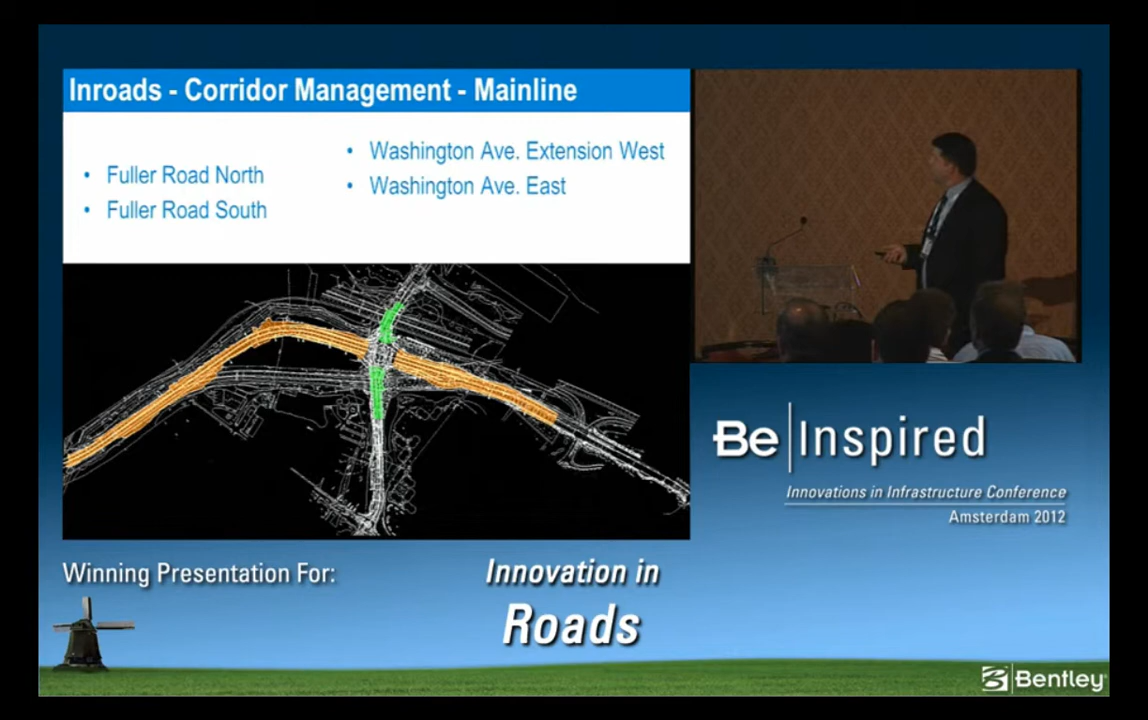 Inroads - Corridor Management - Mainline
• Fuller Road North
• Fuller Road South
• Washington Ave. Extension West
• Washington Ave. East
Be Inspired
Innovations in Infrastructure Conference
Amsterdam 2012
Winning Presentation For:
Innovation in
Roads
Bentley